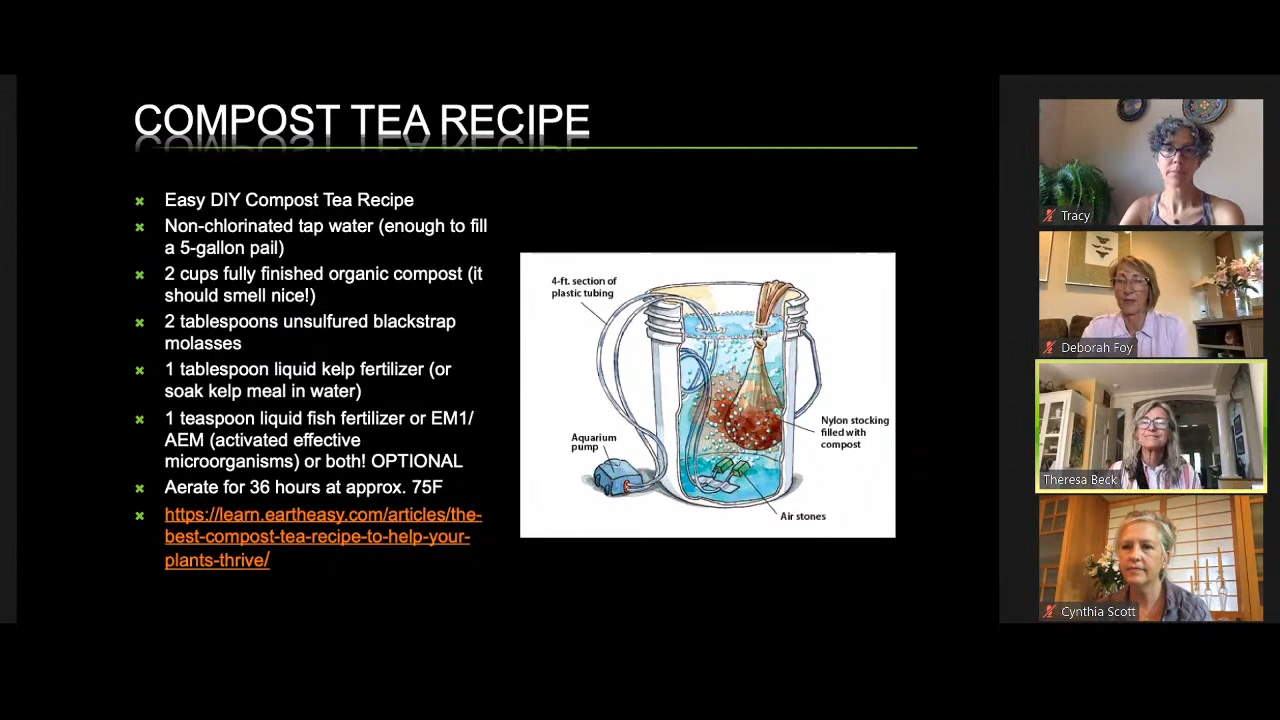 COMPOST TEA RECIPE
Easy DIY Compost Tea Recipe
Non-chlorinated tap water (enough to fill
a 5-gallon pail)
2 cups fully finished organic compost (it
should smell nice!)
2 tablespoons unsulfured blackstrap
molasses
1 tablespoon liquid kelp fertilizer (or
soak kelp meal in water)
1 teaspoon liquid fish fertilizer or EM1/
AEM (activated effective
microorganisms) or both! OPTIONAL
Aerate for 36 hours at approx. 75F
https://learn.eartheasy.com/articles/the-
best-compost-tea-recipe-to-help-your-
plants-thrive/
4-ft. section of
plastic tubing
Aquarium
pump
Nylon stocking
filled with
compost
Air stones
Tracy
Deborah Foy
Theresa Beck
Cynthia Scott